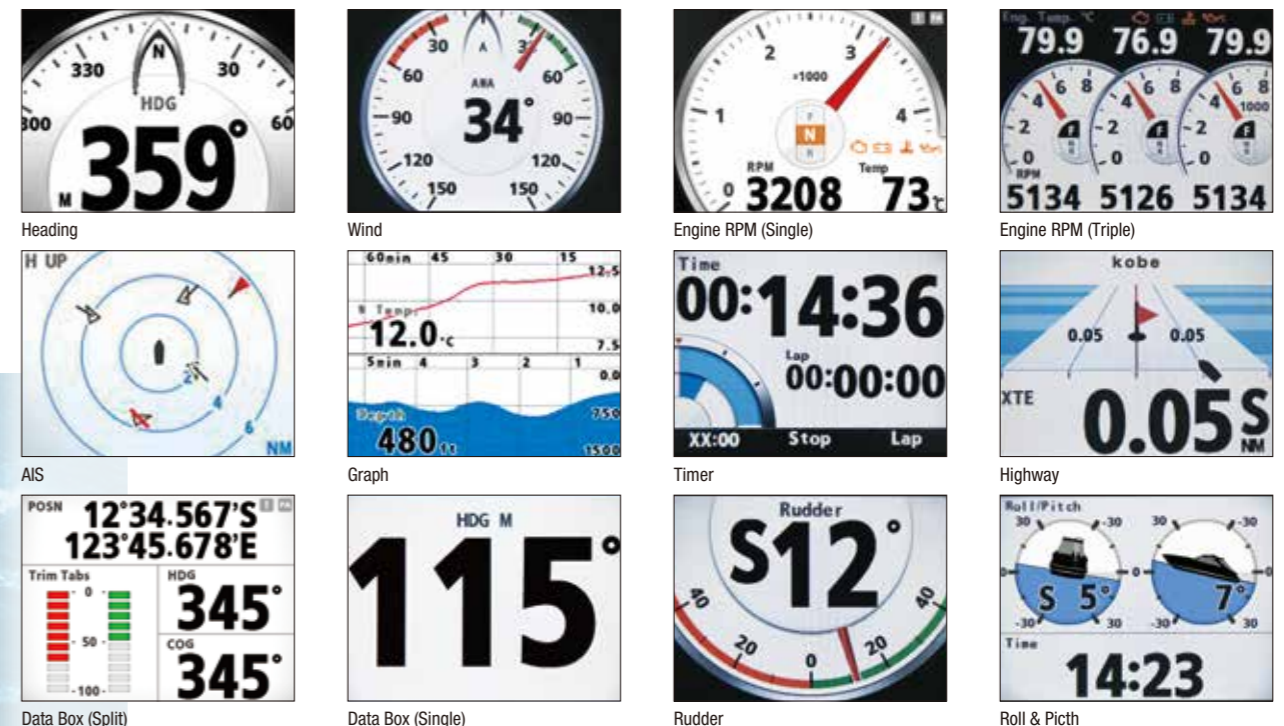 330 N 30
300 HDG 60
M 359°
Heading
30 A 30
60 60
AWA
90 34° 90
120 120
150 150
Wind
2 3
×1000
1 4
P
N
R
RPM Temp
0 3208 73℃
Engine RPM (Single)
Eng. Temp. ℃
79.9 76.9 79.9
4 6 8 4 6 8 4 6 8
1000
2 F 2 F 2 F
N N N
R R R
0 0 0
RPM
5134 5126 5134
Engine RPM (Triple)
H UP
2
4
6
NM
AIS
60min 45 30 15
12.5
10.0
12.0℃
7.5
5min 4 3 2 1
0.0
Depth 750
480ft 1500
Graph
Time
00:14:36
Lap
00:00:00
XX:00 Stop Lap
Timer
kobe
0.05 0.05
XTE 0.05 S
NM
Highway
POSN 12°34.567'S
123°45.678'E
Trim Tabs
0
50
100
HDG
345°
COG
345°
Data Box (Split)
HDG M
115°
Data Box (Single)
Rudder
S12°
40 40
20 0 20
Rudder
Roll/Pitch
30 -30 30 -30
0 0 0
S 5° 7°
-30 30 -30 30
Time
14:23
Roll & Picth